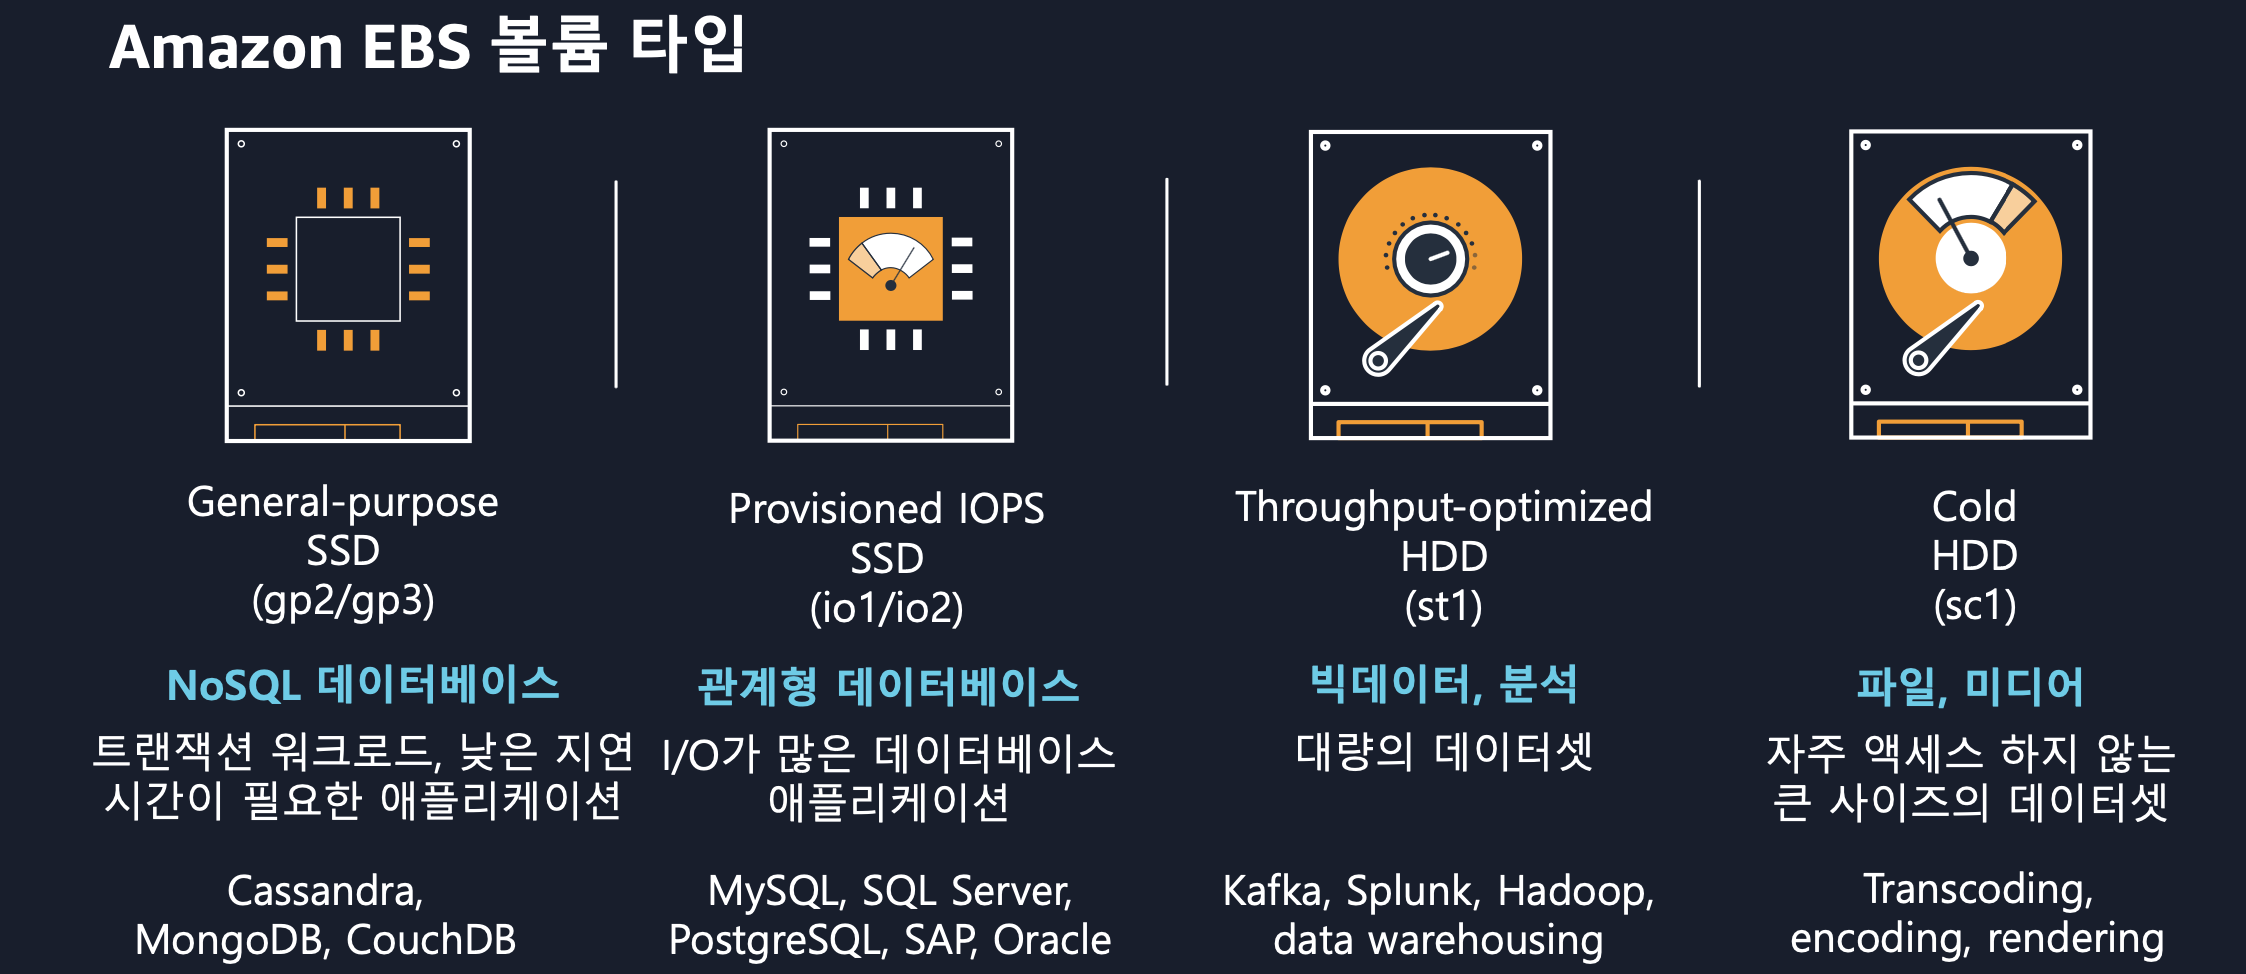 Amazon EBS 볼륨 타입
General-purpose
SSD
(gp2/gp3)
NoSQL 데이터베이스
트랜잭션 워크로드, 낮은 지연
시간이 필요한 애플리케이션
Cassandra,
MongoDB, CouchDB
Provisioned IOPS
SSD
(io1/io2)
관계형 데이터베이스
I/O가 많은 데이터베이스
애플리케이션
MySQL, SQL Server,
PostgreSQL, SAP, Oracle
Throughput-optimized
HDD
(st1)
빅데이터, 분석
대량의 데이터셋
Kafka, Splunk, Hadoop,
data warehousing
Cold
HDD
(sc1)
파일, 미디어
자주 액세스 하지 않는
큰 사이즈의 데이터셋
Transcoding,
encoding, rendering